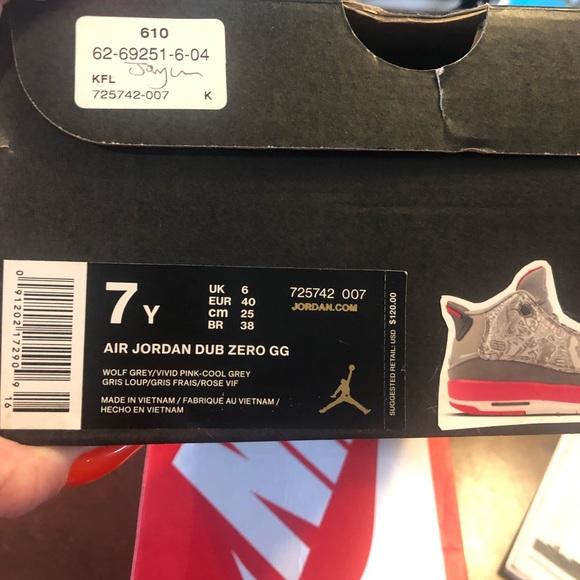 610
62-69251-6-04
KFL
725742-007 K
7 Y
UK 6
EUR 40
cm 25
BR 38
725742 007
JORDAN.COM
AIR JORDAN DUB ZERO GG
WOLF GREY/VIVID PINK-COOL GREY
GRIS LOUP/GRIS FRAIS/ROSE VIF
MADE IN VIETNAM / FABRIQUE AU VIETNAM /
HECHO EN VIETNAM
SUGGESTED RETAIL: USD $120.00